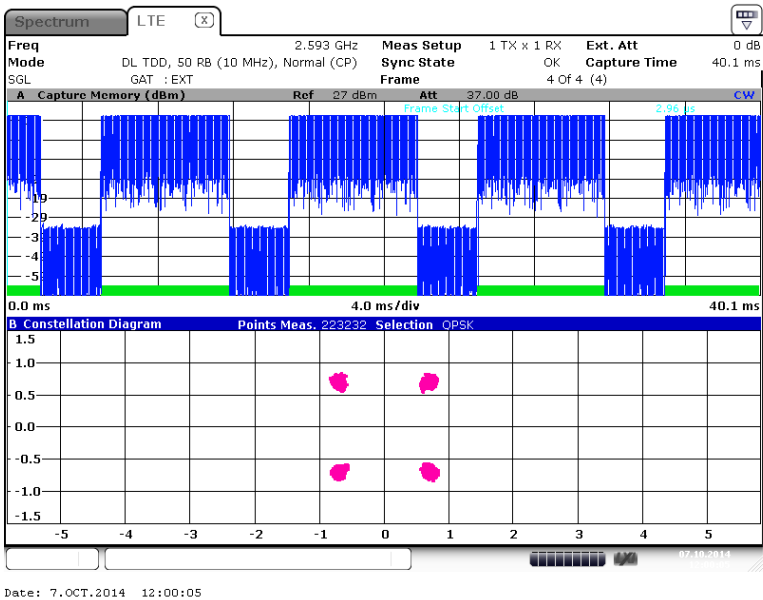 Spectrum LTE X
Freq 2.593 GHz Meas Setup 1 TX x 1 RX Ext. Att 0 dB
Mode DL TDD, 50 RB (10 MHz), Normal (CP) Sync State OK Capture Time 40.1 ms
SGL GAT : EXT Frame 4 Of 4 (4)
A Capture Memory (dBm) Ref 27 dBm Att 37.00 dB CW
Frame Start Offset 2.96 µs
-19
-29
-3
-4
-5
0.0 ms 4.0 ms/div 40.1 ms
B Constellation Diagram Points Meas. 223232 Selection QPSK
1.5
1.0
0.5
0.0
-0.5
-1.0
-1.5
-5 -4 -3 -2 -1 0 1 2 3 4 5
07.10.2014
Date: 7.OCT.2014 12:00:05